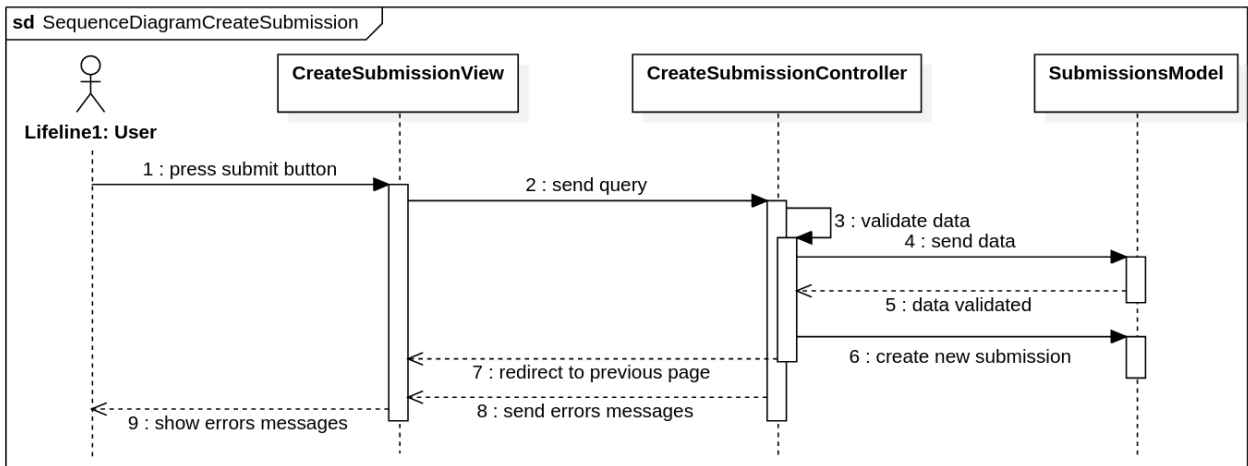 sd SequenceDiagramCreateSubmission
CreateSubmissionView
CreateSubmissionController
SubmissionsModel
Lifeline1: User
1 : press submit button
2 : send query
3 : validate data
4 : send data
5 : data validated
6 : create new submission
7 : redirect to previous page
8 : send errors messages
9 : show errors messages